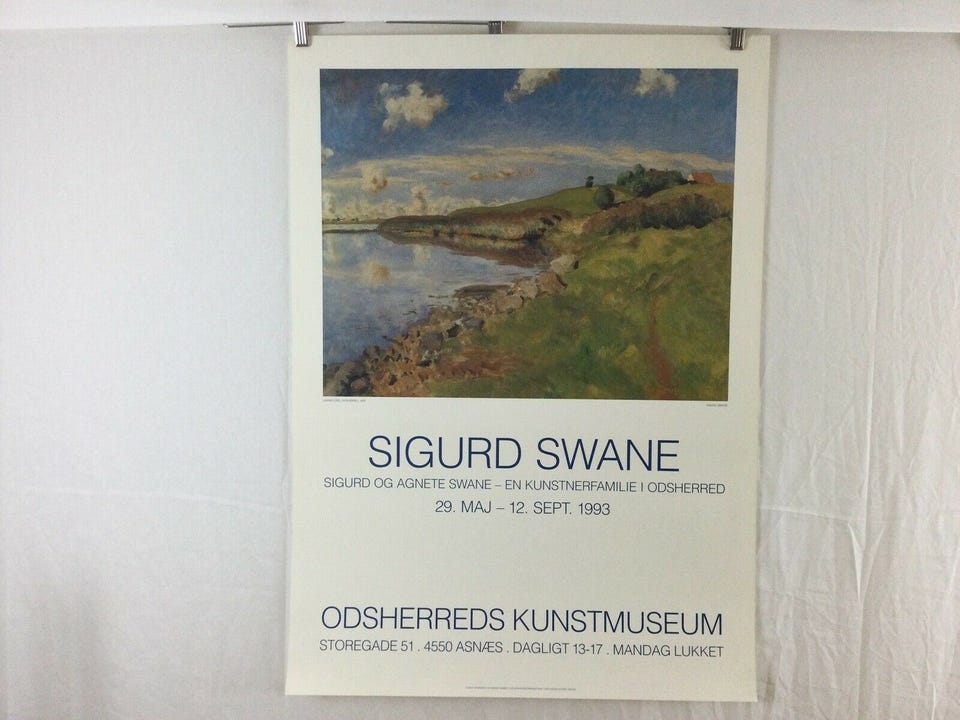 SIGURD SWANE
SIGURD OG AGNETE SWANE – EN KUNSTNERFAMILIE I ODSHERRED
29. MAJ – 12. SEPT. 1993
ODSHERREDS KUNSTMUSEUM
STOREGADE 51 . 4550 ASNÆS . DAGLIGT 13-17 . MANDAG LUKKET